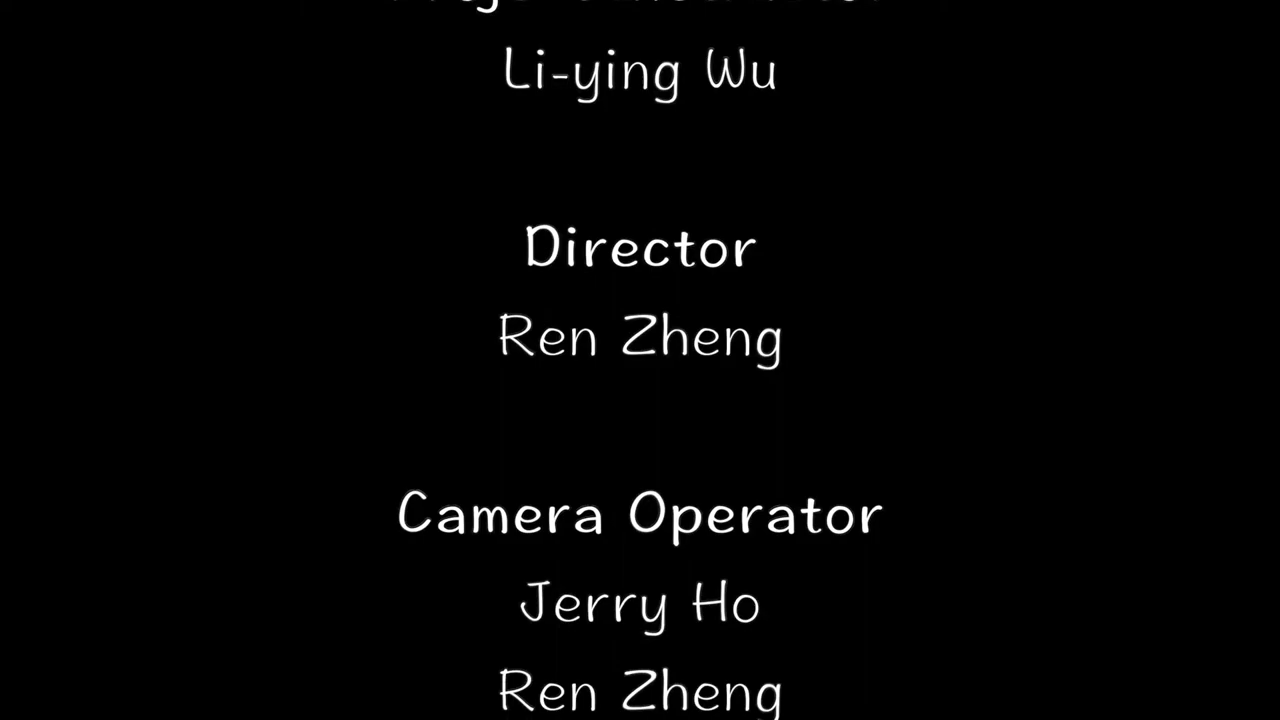 Li-ying Wu
Director
Ren Zheng
Camera Operator
Jerry Ho
Ren Zheng